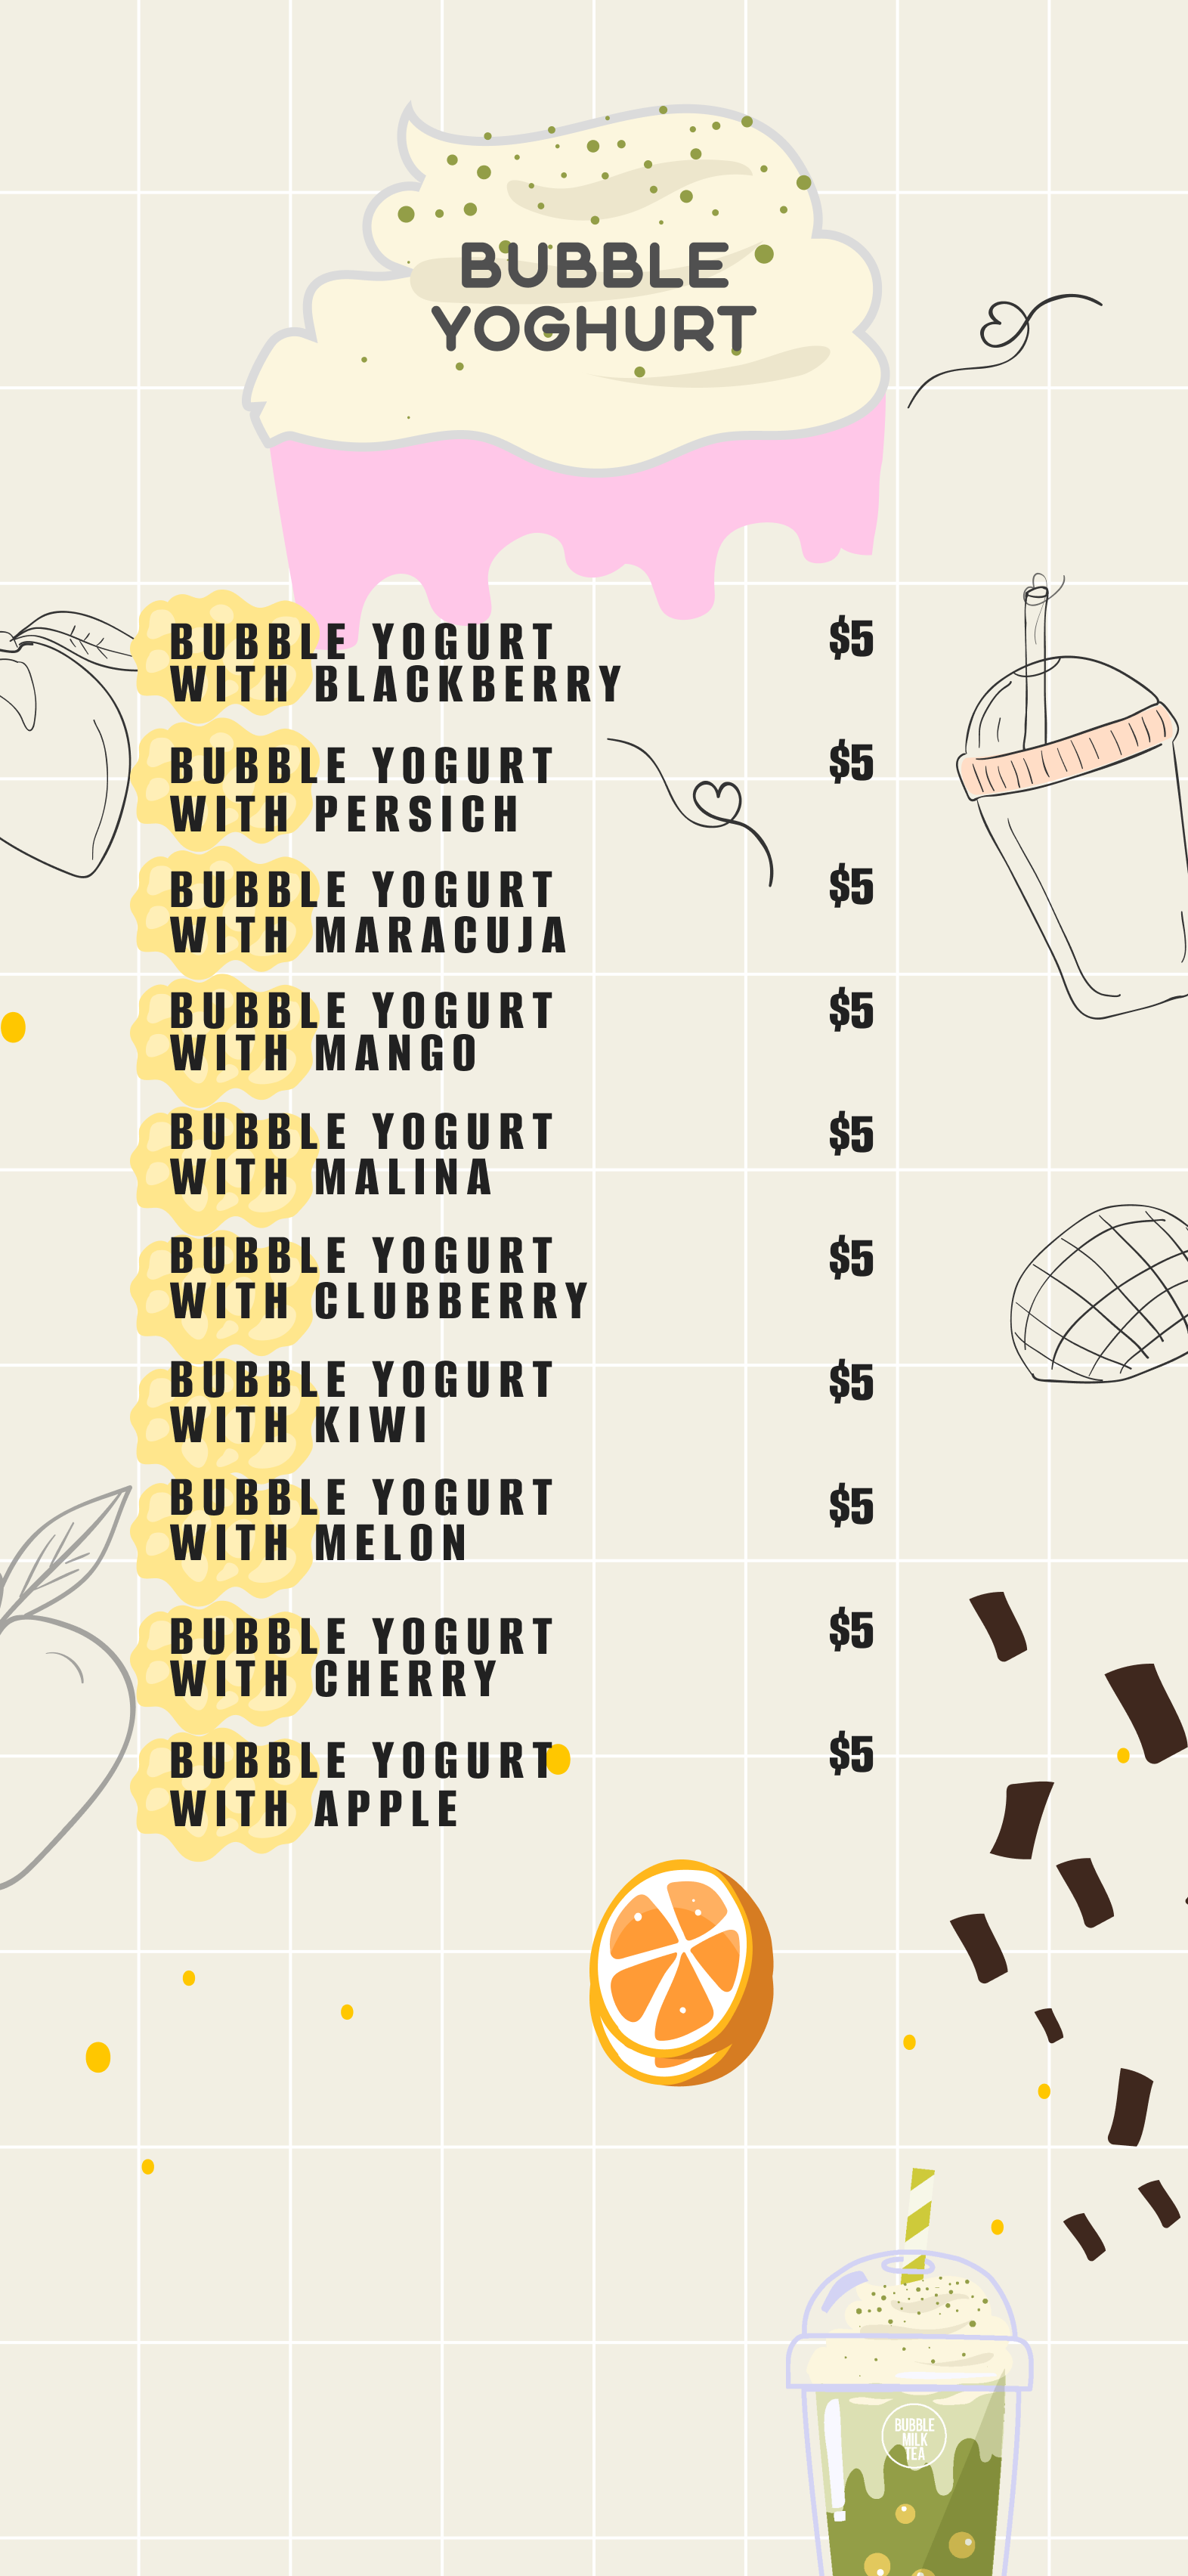 BUBBLE
YOGHURT
BUBBLE YOGURT $5
WITH BLACKBERRY
BUBBLE YOGURT $5
WITH PERSICH
BUBBLE YOGURT $5
WITH MARACUJA
BUBBLE YOGURT $5
WITH MANGO
BUBBLE YOGURT $5
WITH MALINA
BUBBLE YOGURT $5
WITH CLUBBERRY
BUBBLE YOGURT $5
WITH KIWI
BUBBLE YOGURT $5
WITH MELON
BUBBLE YOGURT $5
WITH CHERRY
BUBBLE YOGURT $5
WITH APPLE
BUBBLE
MILK
TEA